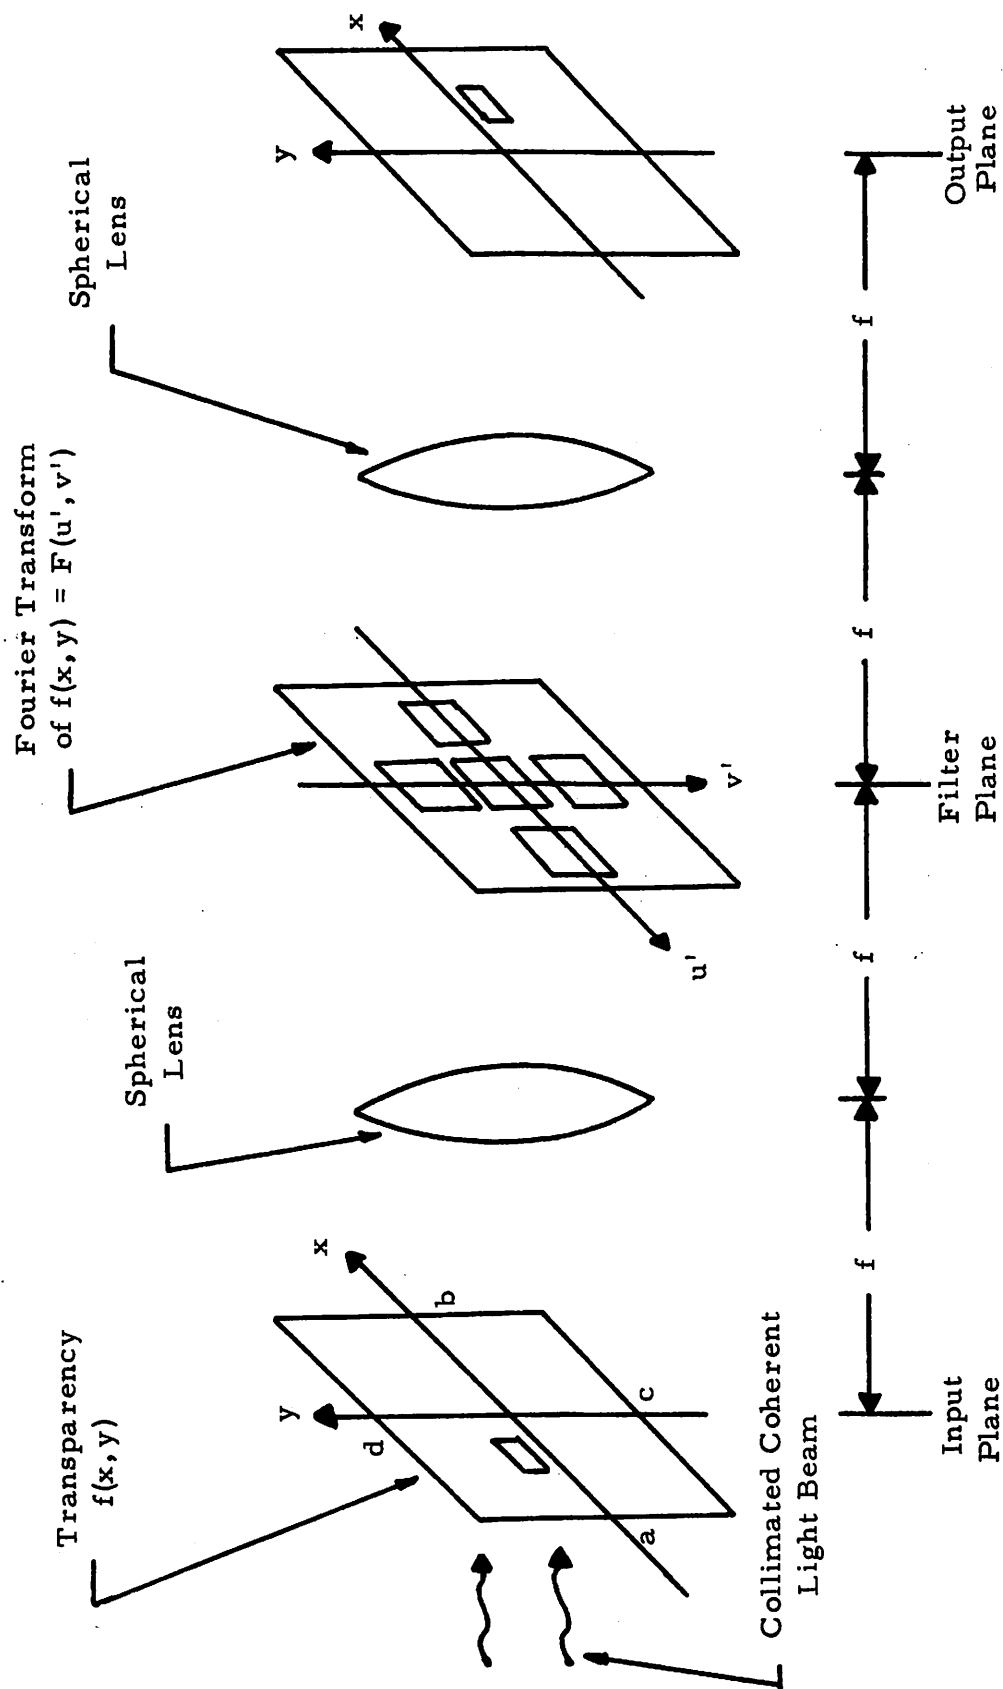 Transparency
f(x,y)
Spherical
Lens
Fourier Transform
of f(x,y) = F(u',v')
Spherical
Lens
y
x
d
b
a
c
u'
v'
y
x
Collimated Coherent
Light Beam
f
f
f
f
Input
Plane
Filter
Plane
Output
Plane